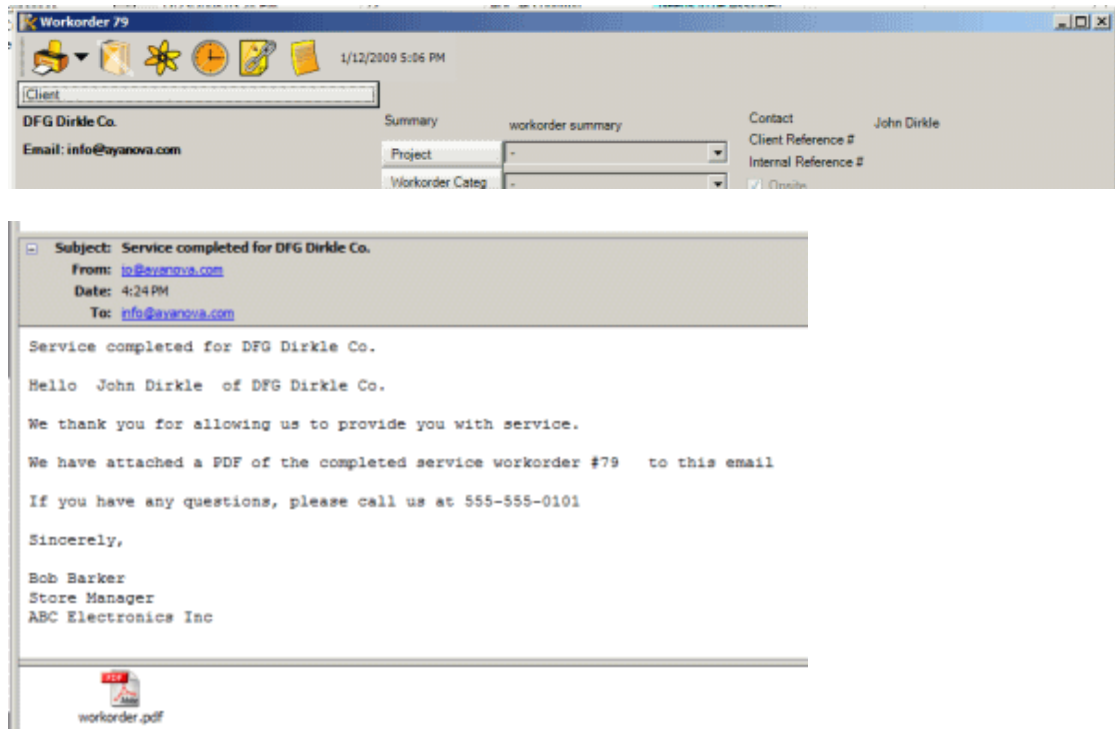 Workorder 79
1/12/2009 5:06 PM
Client
DFG Dirkle Co.
Email: info@ayanova.com
Summary workorder summary
Project -
Workorder Categ -
Contact John Dirkle
Client Reference #
Internal Reference #
Onsite
Subject: Service completed for DFG Dirkle Co.
From: jo@ayanova.com
Date: 4:24 PM
To: info@ayanova.com
Service completed for DFG Dirkle Co.
Hello John Dirkle of DFG Dirkle Co.
We thank you for allowing us to provide you with service.
We have attached a PDF of the completed service workorder #79 to this email
If you have any questions, please call us at 555-555-0101
Sincerely,
Bob Barker
Store Manager
ABC Electronics Inc
PDF
Adobe
workorder.pdf